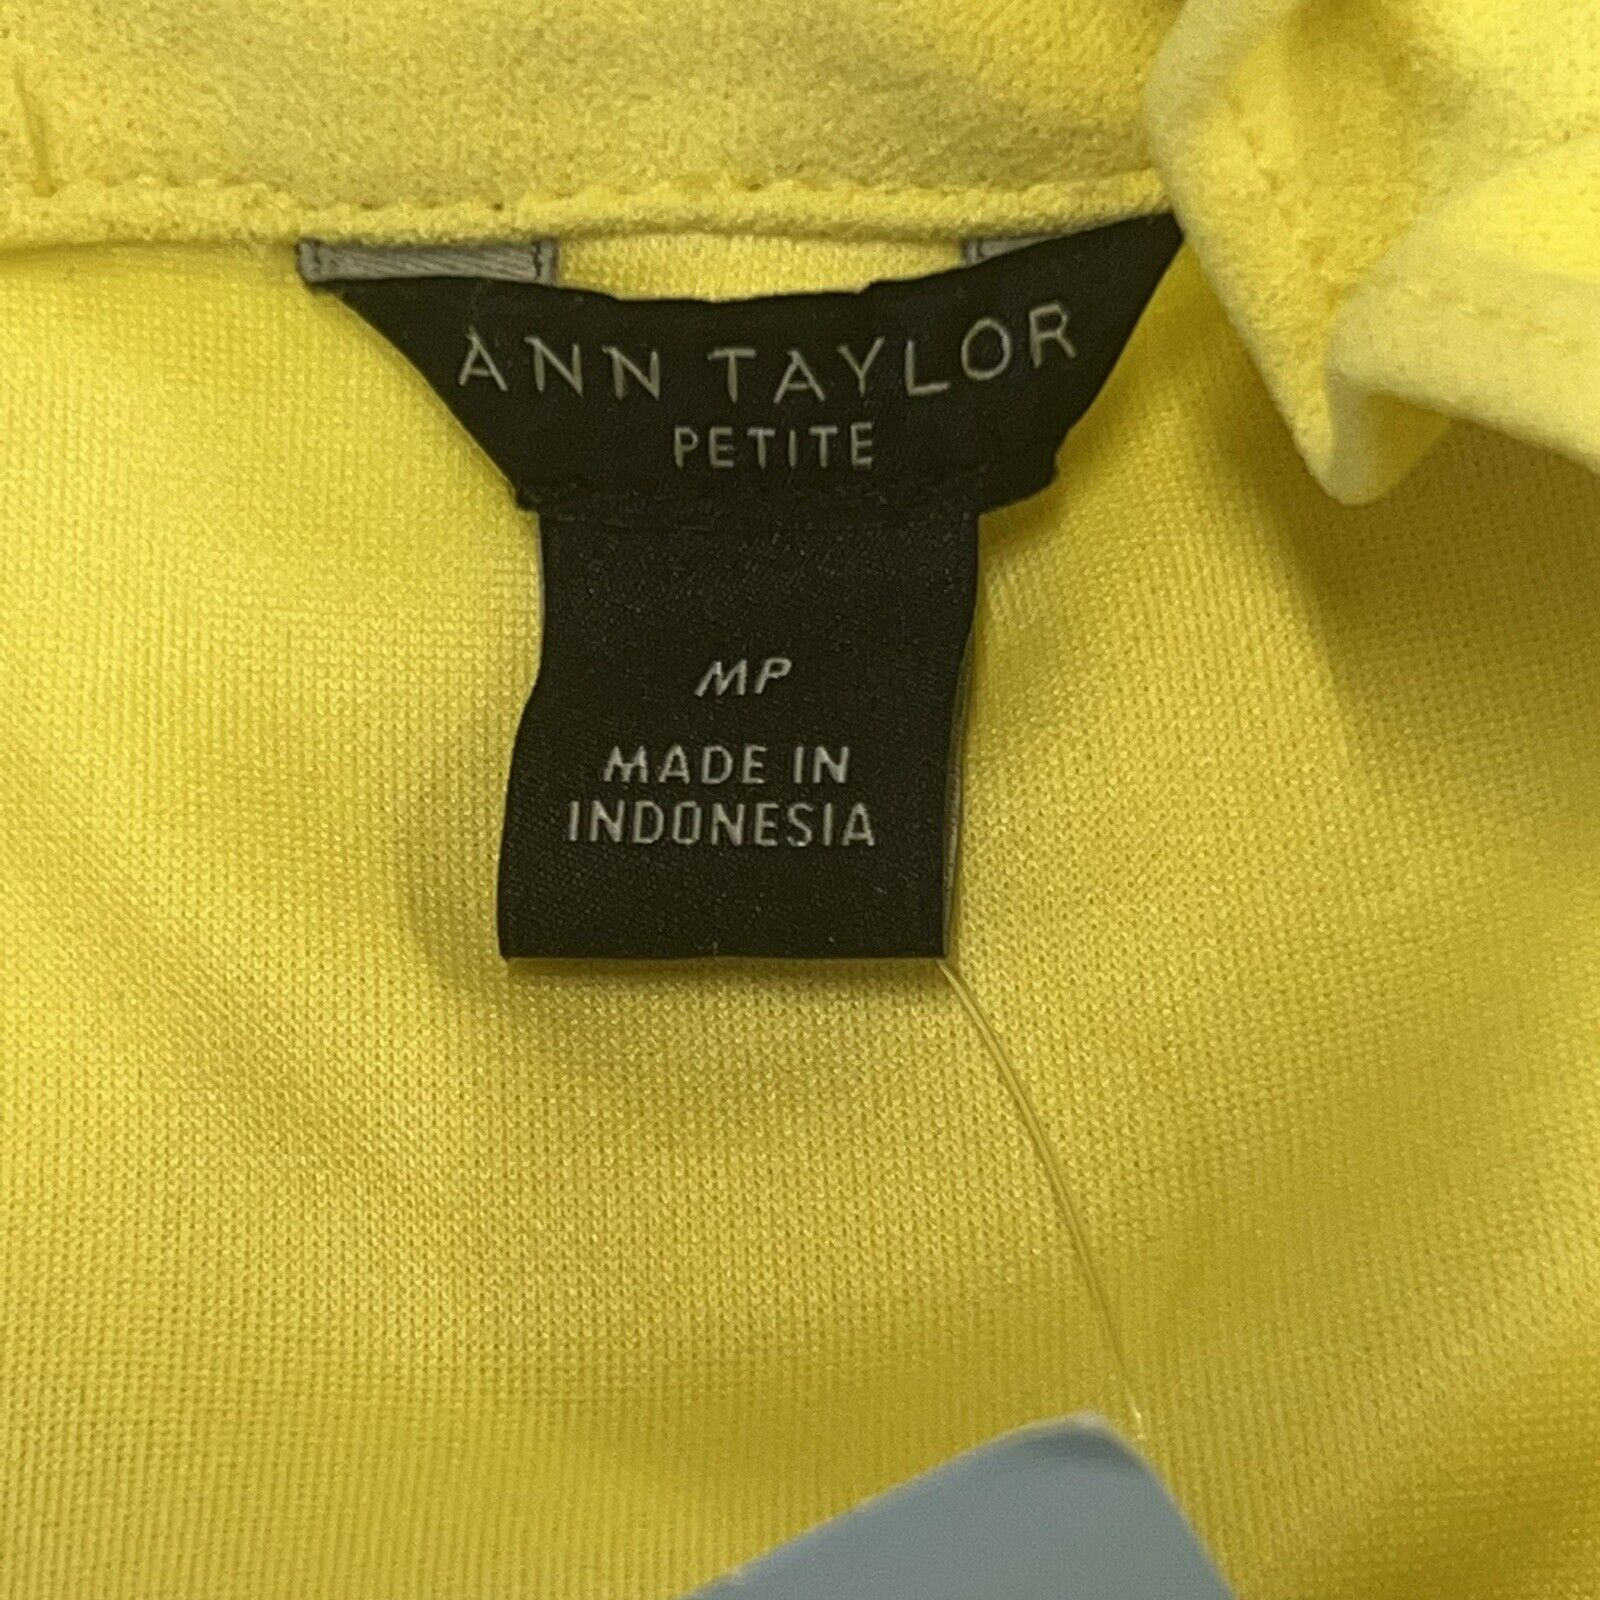 ANN TAYLOR
PETITE
MP
MADE IN
INDONESIA